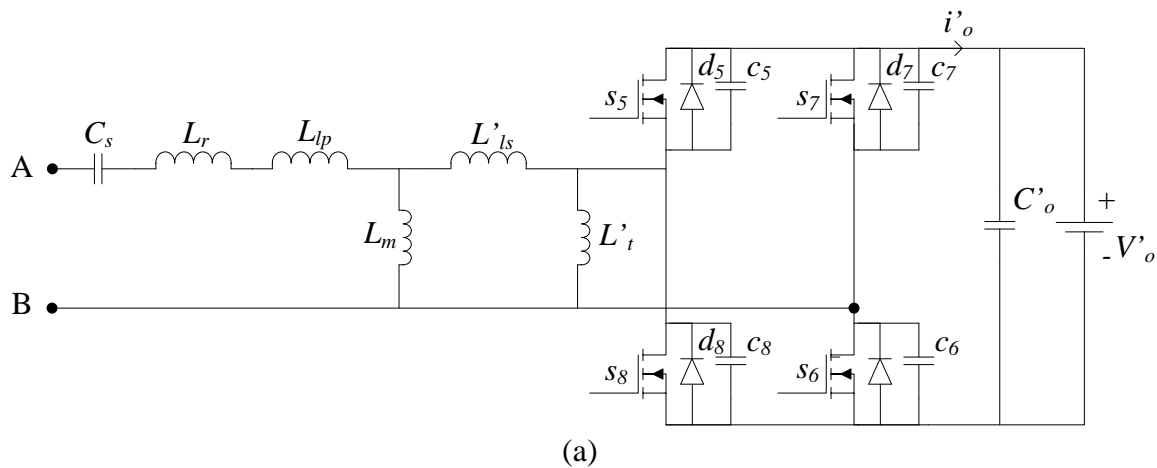 i'o
d5 c5 d7 c7
s5 s7
Cs Lr Llp L'ls
A
Lm L't C'o + - V'o
B
d8 c8 c6
s8 s6
(a)